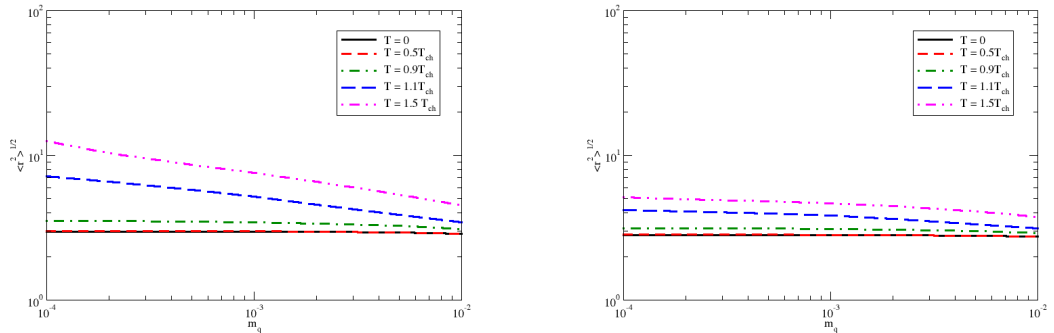 10²
T = 0
T = 0.5T_ch
T = 0.9T_ch
T = 1.1T_ch
T = 1.5 T_ch
<r²>^1/2
10¹
10⁰
10⁻⁴
10⁻³
10⁻²
m_q
10²
T = 0
T = 0.5T_ch
T = 0.9T_ch
T = 1.1T_ch
T = 1.5T_ch
<r²>^1/2
10¹
10⁰
10⁻⁴
10⁻³
10⁻²
m_q